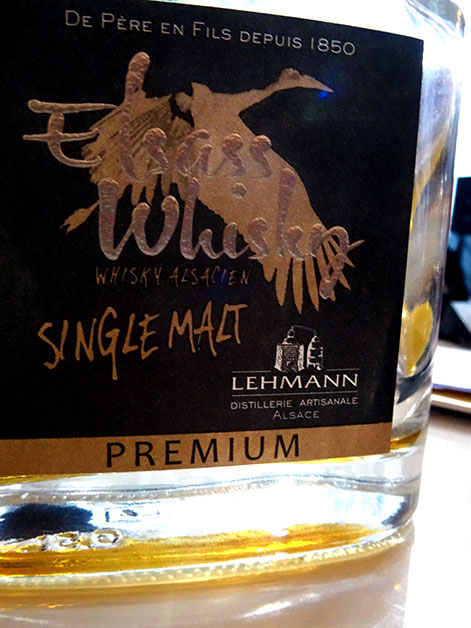 De Père en Fils depuis 1850
Elsass
Whisky
WHISKY ALSACIEN
SINGLE MALT
LEHMANN
DISTILLERIE ARTISANALE
ALSACE
PREMIUM